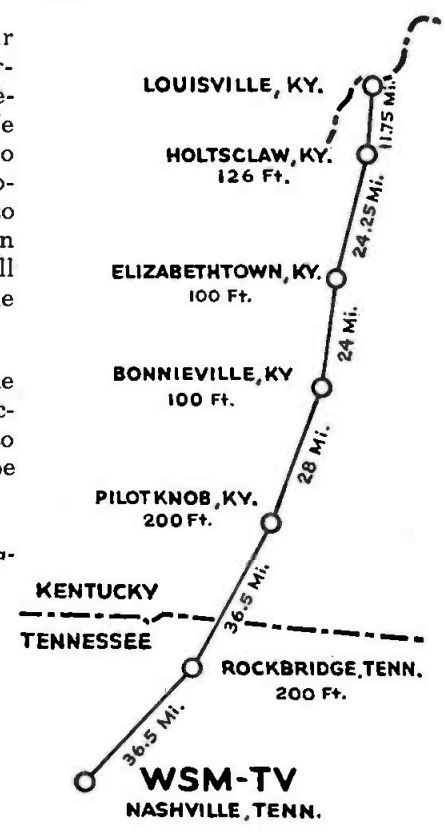 LOUISVILLE, KY.
11.75 Mi.
HOLTSCLAW, KY.
126 Ft.
24.25 Mi.
ELIZABETHTOWN, KY.
100 Ft.
24 Mi.
BONNIEVILLE, KY
100 Ft.
28 Mi.
PILOT KNOB, KY.
200 Ft.
36.5 Mi.
KENTUCKY
TENNESSEE
ROCKBRIDGE, TENN.
200 Ft.
36.5 Mi.
WSM-TV
NASHVILLE, TENN.